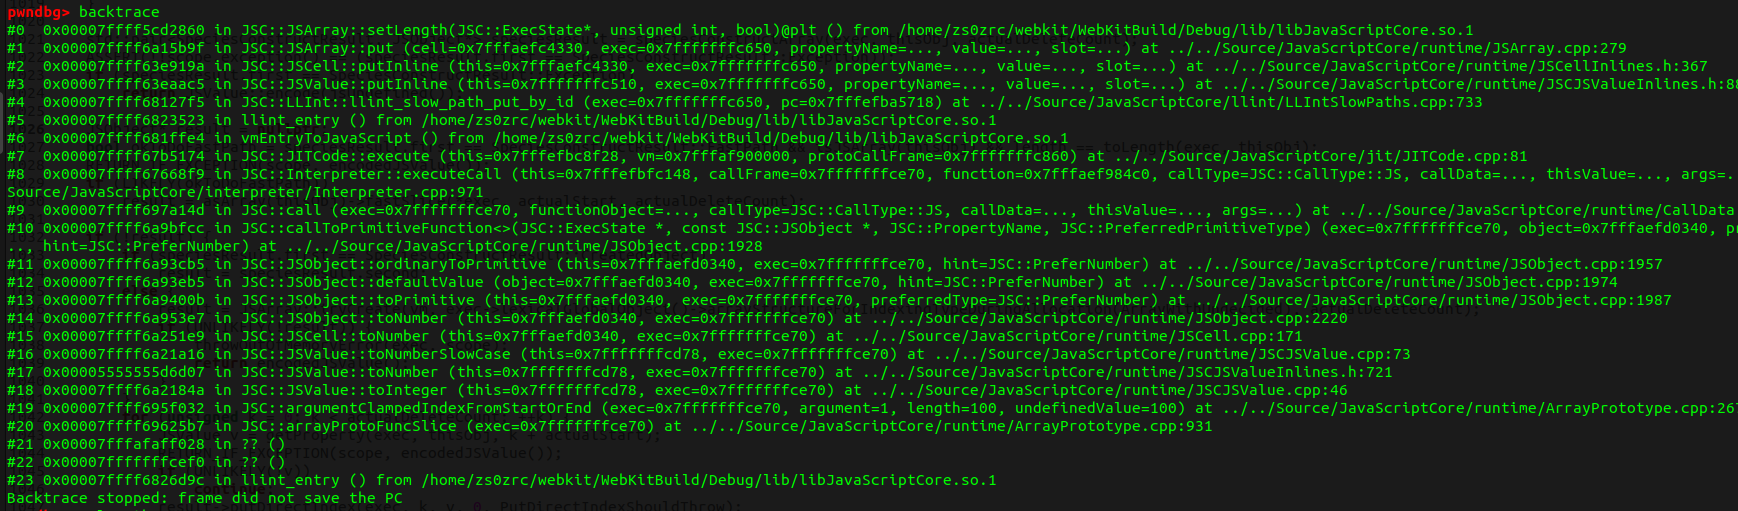 pwndbg> backtrace
#0  0x00007ffff5cd2860 in JSC::JSArray::setLength(JSC::ExecState*, unsigned int, bool)@plt () from /home/zs0zrc/webkit/WebKitBuild/Debug/lib/libJavaScriptCore.so.1
#1  0x00007ffff6a15b9f in JSC::JSArray::put (cell=0x7fffaefc4330, exec=0x7fffffffc650, propertyName=..., value=..., slot=...) at ../../Source/JavaScriptCore/runtime/JSArray.cpp:279
#2  0x00007ffff63e919a in JSC::JSCell::putInline (this=0x7fffaefc4330, exec=0x7fffffffc650, propertyName=..., value=..., slot=...) at ../../Source/JavaScriptCore/runtime/JSCellInlines.h:367
#3  0x00007ffff63eaac5 in JSC::JSValue::putInline (this=0x7fffffffc510, exec=0x7fffffffc650, propertyName=..., value=..., slot=...) at ../../Source/JavaScriptCore/runtime/JSCJSValueInlines.h:88
#4  0x00007ffff68127f5 in JSC::LLInt::llint_slow_path_put_by_id (exec=0x7fffffffc650, pc=0x7fffefba5718) at ../../Source/JavaScriptCore/llint/LLIntSlowPaths.cpp:733
#5  0x00007ffff6823523 in llint_entry () from /home/zs0zrc/webkit/WebKitBuild/Debug/lib/libJavaScriptCore.so.1
#6  0x00007ffff681ffe4 in vmEntryToJavaScript () from /home/zs0zrc/webkit/WebKitBuild/Debug/lib/libJavaScriptCore.so.1
#7  0x00007ffff67b5174 in JSC::JITCode::execute (this=0x7fffefbc8f28, vm=0x7fffaf900000, protoCallFrame=0x7fffffffc860) at ../../Source/JavaScriptCore/jit/JITCode.cpp:81
#8  0x00007ffff67668f9 in JSC::Interpreter::executeCall (this=0x7fffefbfc148, callFrame=0x7fffffffce70, function=0x7fffaef984c0, callType=JSC::CallType::JS, callData=..., thisValue=..., args=..
Source/JavaScriptCore/interpreter/Interpreter.cpp:971
#9  0x00007ffff697a14d in JSC::call (exec=0x7fffffffce70, functionObject=..., callType=JSC::CallType::JS, callData=..., thisValue=..., args=...) at ../../Source/JavaScriptCore/runtime/CallData
#10 0x00007ffff6a9bfcc in JSC::callToPrimitiveFunction<>(JSC::ExecState *, const JSC::JSObject *, JSC::PropertyName, JSC::PreferredPrimitiveType) (exec=0x7fffffffce70, object=0x7fffaefd0340, pr
.., hint=JSC::PreferNumber) at ../../Source/JavaScriptCore/runtime/JSObject.cpp:1928
#11 0x00007ffff6a93cb5 in JSC::JSObject::ordinaryToPrimitive (this=0x7fffaefd0340, exec=0x7fffffffce70, hint=JSC::PreferNumber) at ../../Source/JavaScriptCore/runtime/JSObject.cpp:1957
#12 0x00007ffff6a93eb5 in JSC::JSObject::defaultValue (object=0x7fffaefd0340, exec=0x7fffffffce70, hint=JSC::PreferNumber) at ../../Source/JavaScriptCore/runtime/JSObject.cpp:1974
#13 0x00007ffff6a9400b in JSC::JSObject::toPrimitive (this=0x7fffaefd0340, exec=0x7fffffffce70, preferredType=JSC::PreferNumber) at ../../Source/JavaScriptCore/runtime/JSObject.cpp:1987
#14 0x00007ffff6a953e7 in JSC::JSObject::toNumber (this=0x7fffaefd0340, exec=0x7fffffffce70) at ../../Source/JavaScriptCore/runtime/JSObject.cpp:2220
#15 0x00007ffff6a251e9 in JSC::JSCell::toNumber (this=0x7fffaefd0340, exec=0x7fffffffce70) at ../../Source/JavaScriptCore/runtime/JSCell.cpp:171
#16 0x00007ffff6a21a16 in JSC::JSValue::toNumberSlowCase (this=0x7fffffffcd78, exec=0x7fffffffce70) at ../../Source/JavaScriptCore/runtime/JSCJSValue.cpp:73
#17 0x00005555555d6d07 in JSC::JSValue::toNumber (this=0x7fffffffcd78, exec=0x7fffffffce70) at ../../Source/JavaScriptCore/runtime/JSCJSValueInlines.h:721
#18 0x00007ffff6a2184a in JSC::JSValue::toInteger (this=0x7fffffffcd78, exec=0x7fffffffce70) at ../../Source/JavaScriptCore/runtime/JSCJSValue.cpp:46
#19 0x00007ffff695f032 in JSC::argumentClampedIndexFromStartOrEnd (exec=0x7fffffffce70, argument=1, length=100, undefinedValue=100) at ../../Source/JavaScriptCore/runtime/ArrayPrototype.cpp:267
#20 0x00007ffff69625b7 in JSC::arrayProtoFuncSlice (exec=0x7fffffffce70) at ../../Source/JavaScriptCore/runtime/ArrayPrototype.cpp:931
#21 0x00007fffafaff028 in ?? ()
#22 0x00007fffffffcef0 in ?? ()
#23 0x00007ffff6826d9c in llint_entry () from /home/zs0zrc/webkit/WebKitBuild/Debug/lib/libJavaScriptCore.so.1
Backtrace stopped: frame did not save the PC